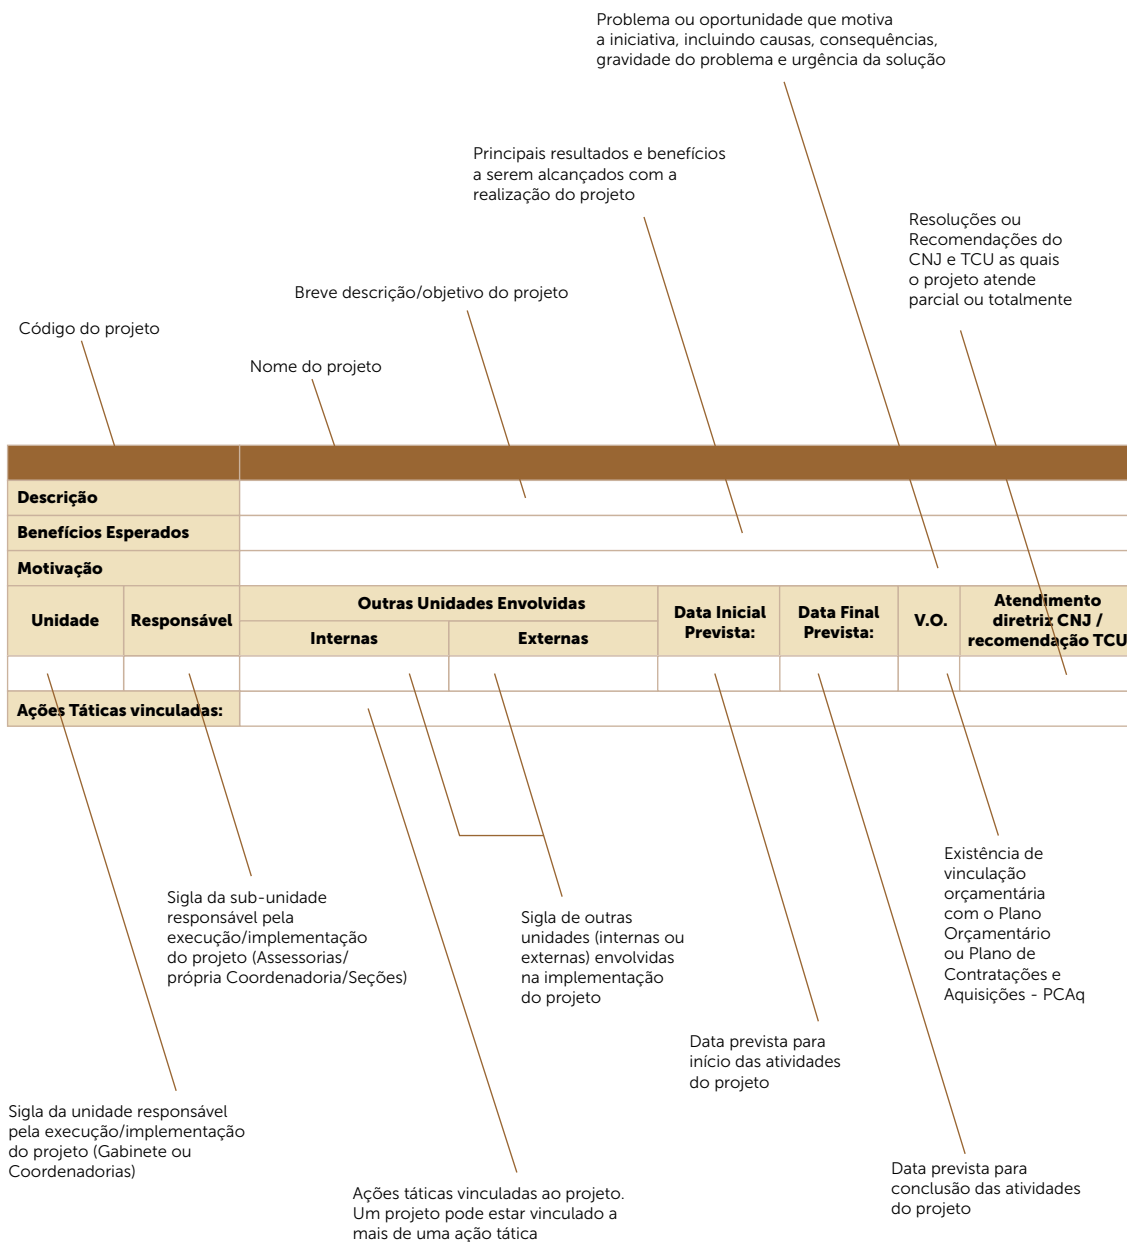 Problema ou oportunidade que motiva
a iniciativa, incluindo causas, consequências,
gravidade do problema e urgência da solução
Principais resultados e benefícios
a serem alcançados com a
realização do projeto
Resoluções ou
Recomendações do
CNJ e TCU as quais
o projeto atende
parcial ou totalmente
Breve descrição/objetivo do projeto
Código do projeto
Nome do projeto
Descrição
Benefícios Esperados
Motivação
Unidade
Responsável
Outras Unidades Envolvidas
Internas
Externas
Data Inicial
Prevista:
Data Final
Prevista:
V.O.
Atendimento
diretriz CNJ /
recomendação TCU
Ações Táticas vinculadas:
Existência de
vinculação
orçamentária
com o Plano
Orçamentário
ou Plano de
Contratações e
Aquisições - PCAq
Sigla da sub-unidade
responsável pela
execução/implementação
do projeto (Assessorias/
própria Coordenadoria/Seções)
Sigla de outras
unidades (internas ou
externas) envolvidas
na implementação
do projeto
Data prevista para
início das atividades
do projeto
Sigla da unidade responsável
pela execução/implementação
do projeto (Gabinete ou
Coordenadorias)
Data prevista para
conclusão das atividades
do projeto
Ações táticas vinculadas ao projeto.
Um projeto pode estar vinculado a
mais de uma ação tática